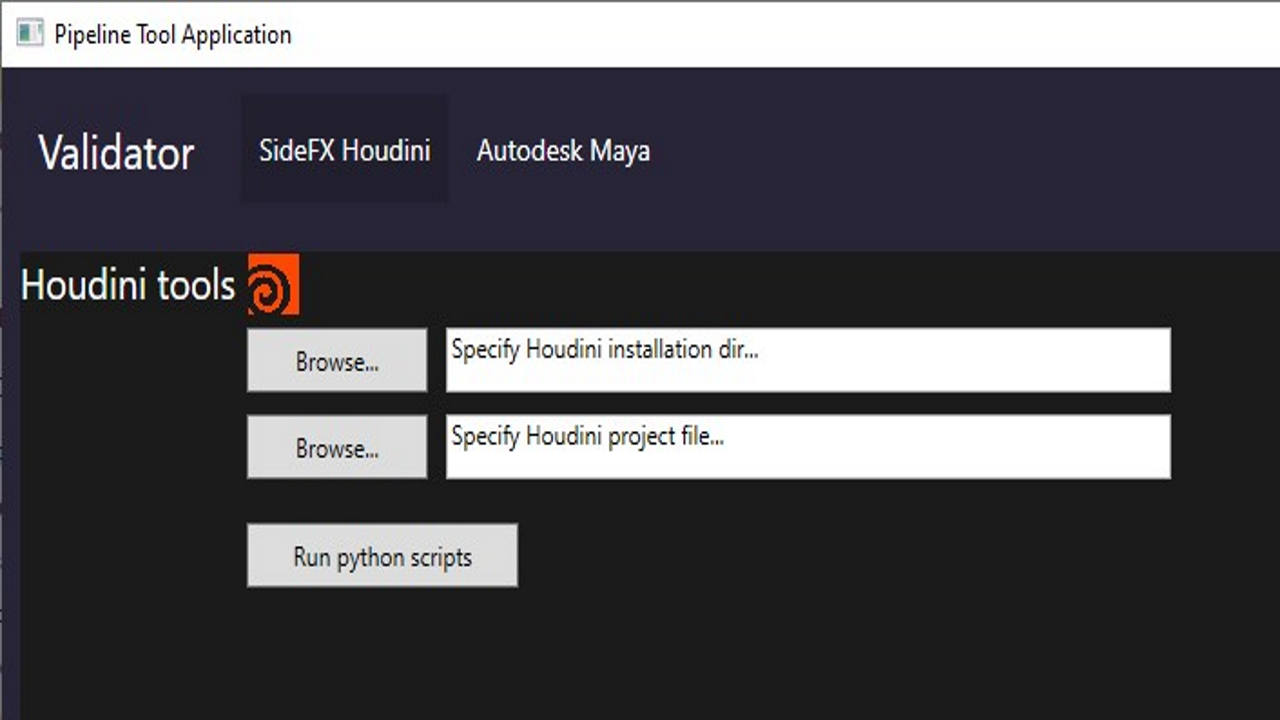 Pipeline Tool Application
Validator SideFX Houdini Autodesk Maya
Houdini tools
Browse... Specify Houdini installation dir...
Browse... Specify Houdini project file...
Run python scripts